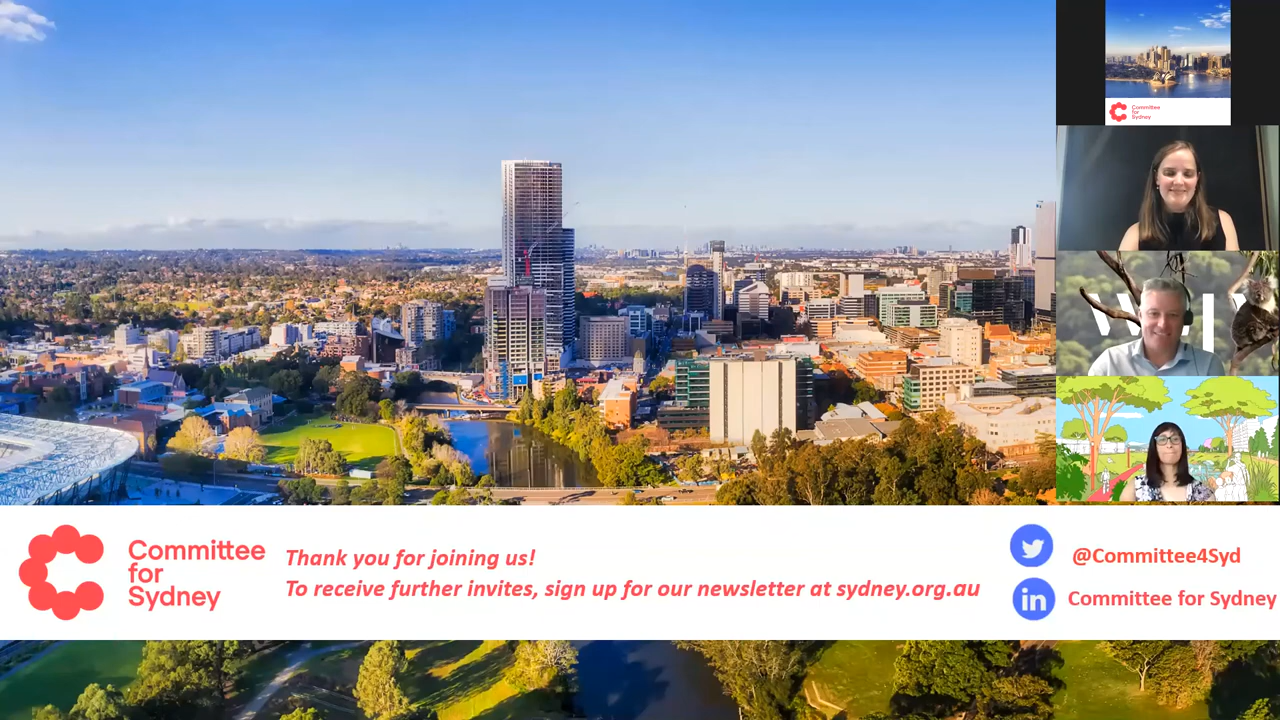 Committee
for
Sydney
Committee
for
Sydney
Thank you for joining us!
To receive further invites, sign up for our newsletter at sydney.org.au
@Committee4Syd
in
Committee for Sydney